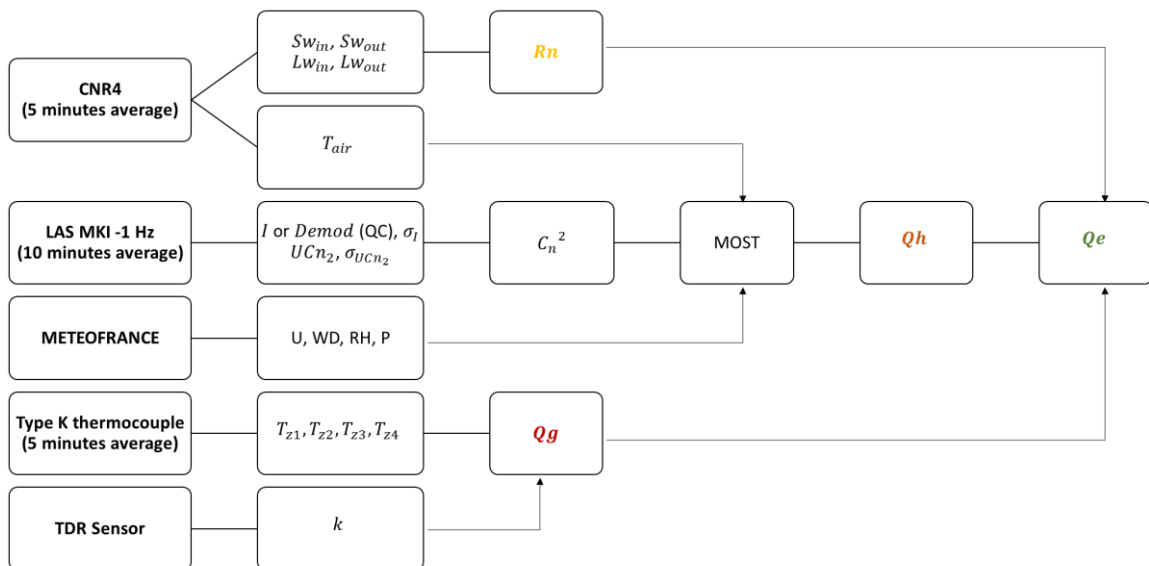 CNR4
(5 minutes average)
Sw_in, Sw_out
Lw_in, Lw_out
Rn
T_air
LAS MKI -1 Hz
(10 minutes average)
I or Demod (QC), σ_I
UCn_2, σ_UCn_2
C_n^2
MOST
Qh
Qe
METEOFRANCE
U, WD, RH, P
Type K thermocouple
(5 minutes average)
T_z1, T_z2, T_z3, T_z4
Qg
TDR Sensor
k